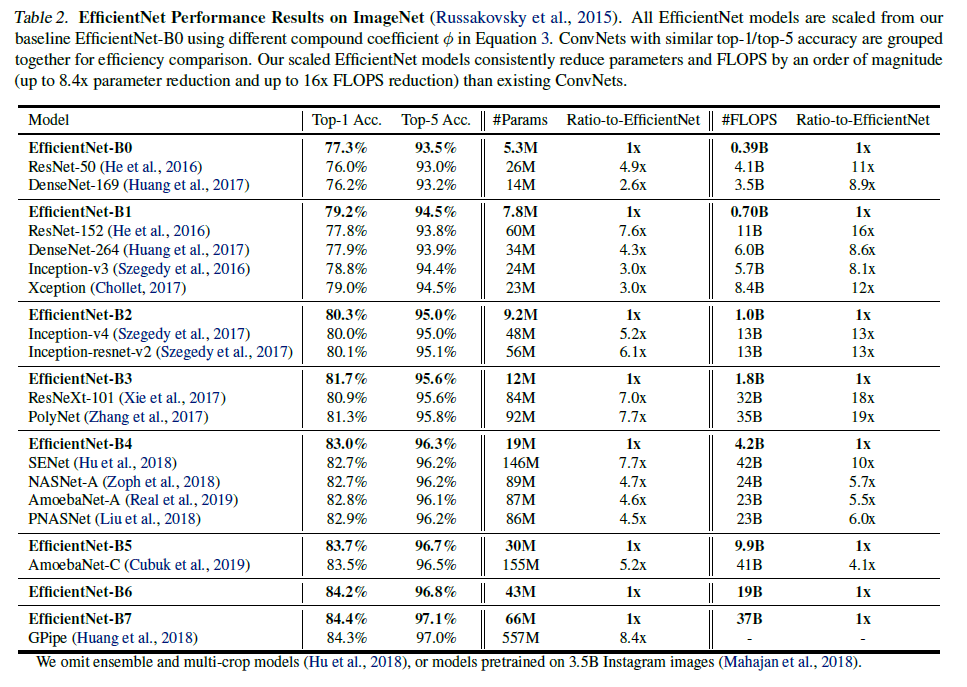 Table 2. EfficientNet Performance Results on ImageNet (Russakovsky et al., 2015). All EfficientNet models are scaled from our
baseline EfficientNet-B0 using different compound coefficient ϕ in Equation 3. ConvNets with similar top-1/top-5 accuracy are grouped
together for efficiency comparison. Our scaled EfficientNet models consistently reduce parameters and FLOPS by an order of magnitude
(up to 8.4x parameter reduction and up to 16x FLOPS reduction) than existing ConvNets.
Model Top-1 Acc. Top-5 Acc. #Params Ratio-to-EfficientNet #FLOPS Ratio-to-EfficientNet
EfficientNet-B0 77.3% 93.5% 5.3M 1x 0.39B 1x
ResNet-50 (He et al., 2016) 76.0% 93.0% 26M 4.9x 4.1B 11x
DenseNet-169 (Huang et al., 2017) 76.2% 93.2% 14M 2.6x 3.5B 8.9x
EfficientNet-B1 79.2% 94.5% 7.8M 1x 0.70B 1x
ResNet-152 (He et al., 2016) 77.8% 93.8% 60M 7.6x 11B 16x
DenseNet-264 (Huang et al., 2017) 77.9% 93.9% 34M 4.3x 6.0B 8.6x
Inception-v3 (Szegedy et al., 2016) 78.8% 94.4% 24M 3.0x 5.7B 8.1x
Xception (Chollet, 2017) 79.0% 94.5% 23M 3.0x 8.4B 12x
EfficientNet-B2 80.3% 95.0% 9.2M 1x 1.0B 1x
Inception-v4 (Szegedy et al., 2017) 80.0% 95.0% 48M 5.2x 13B 13x
Inception-resnet-v2 (Szegedy et al., 2017) 80.1% 95.1% 56M 6.1x 13B 13x
EfficientNet-B3 81.7% 95.6% 12M 1x 1.8B 1x
ResNeXt-101 (Xie et al., 2017) 80.9% 95.6% 84M 7.0x 32B 18x
PolyNet (Zhang et al., 2017) 81.3% 95.8% 92M 7.7x 35B 19x
EfficientNet-B4 83.0% 96.3% 19M 1x 4.2B 1x
SENet (Hu et al., 2018) 82.7% 96.2% 146M 7.7x 42B 10x
NASNet-A (Zoph et al., 2018) 82.7% 96.2% 89M 4.7x 24B 5.7x
AmoebaNet-A (Real et al., 2019) 82.8% 96.1% 87M 4.6x 23B 5.5x
PNASNet (Liu et al., 2018) 82.9% 96.2% 86M 4.5x 23B 6.0x
EfficientNet-B5 83.7% 96.7% 30M 1x 9.9B 1x
AmoebaNet-C (Cubuk et al., 2019) 83.5% 96.5% 155M 5.2x 41B 4.1x
EfficientNet-B6 84.2% 96.8% 43M 1x 19B 1x
EfficientNet-B7 84.4% 97.1% 66M 1x 37B 1x
GPipe (Huang et al., 2018) 84.3% 97.0% 557M 8.4x - -
We omit ensemble and multi-crop models (Hu et al., 2018), or models pretrained on 3.5B Instagram images (Mahajan et al., 2018).